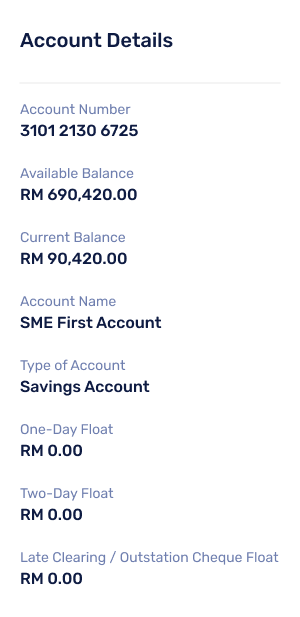 Account Details
Account Number
3101 2130 6725
Available Balance
RM 690,420.00
Current Balance
RM 90,420.00
Account Name
SME First Account
Type of Account
Savings Account
One-Day Float
RM 0.00
Two-Day Float
RM 0.00
Late Clearing / Outstation Cheque Float
RM 0.00